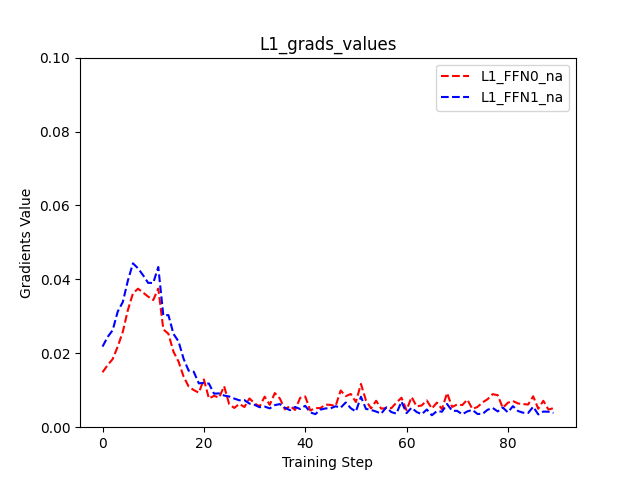 L1_grads_values
0.10
0.08
0.06
0.04
0.02
0.00
Gradients Value
L1_FFN0_na
L1_FFN1_na
0 20 40 60 80
Training Step